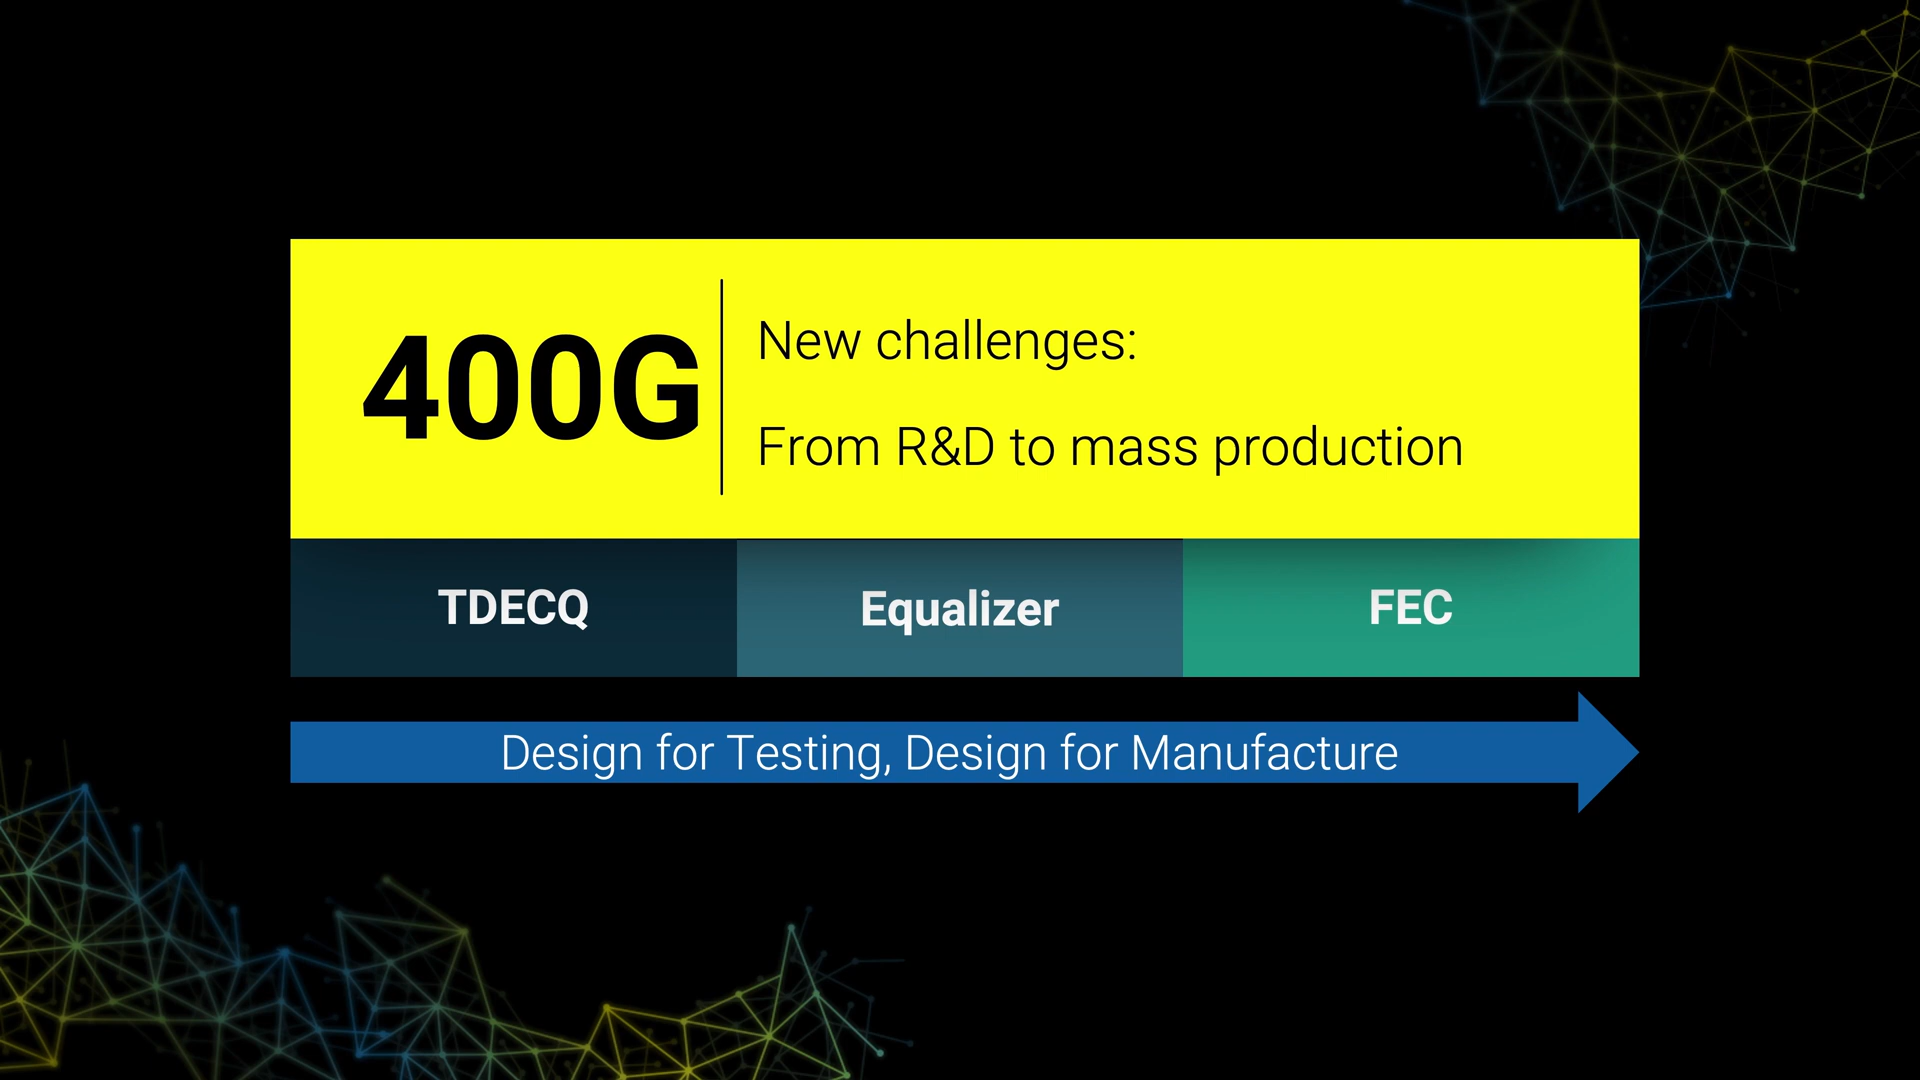 400G
New challenges:
From R&D to mass production
TDECQ
Equalizer
FEC
Design for Testing, Design for Manufacture